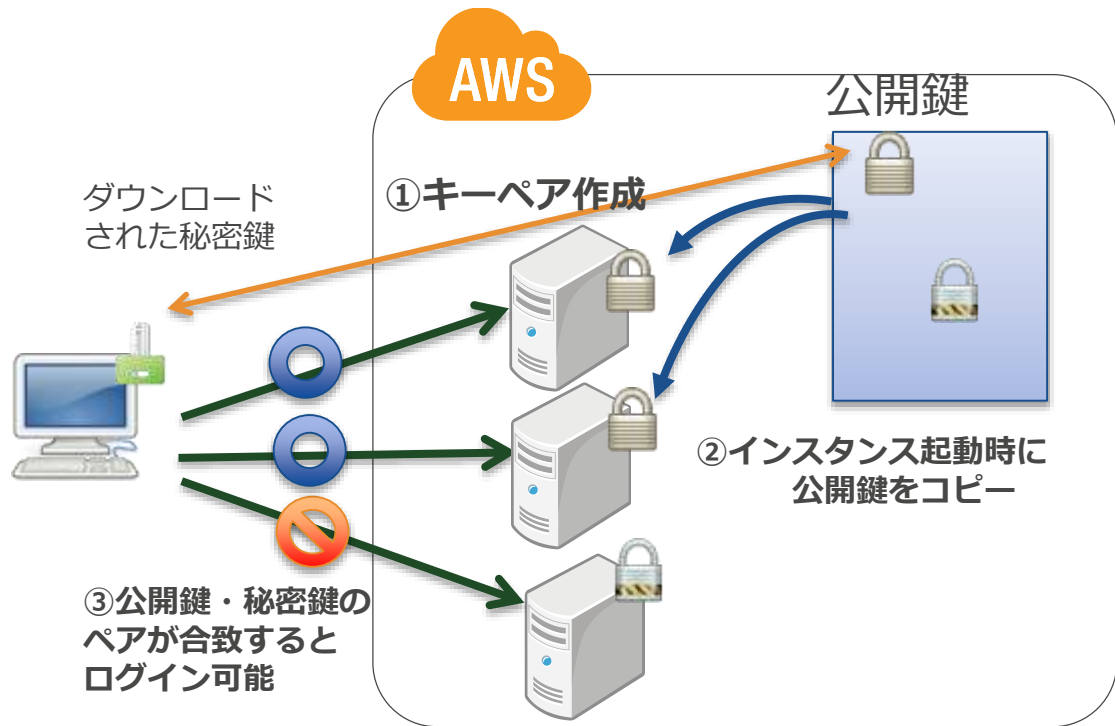 AWS
公開鍵
ダウンロード
された秘密鍵
①キーペア作成
②インスタンス起動時に
公開鍵をコピー
③公開鍵・秘密鍵の
ペアが合致すると
ログイン可能